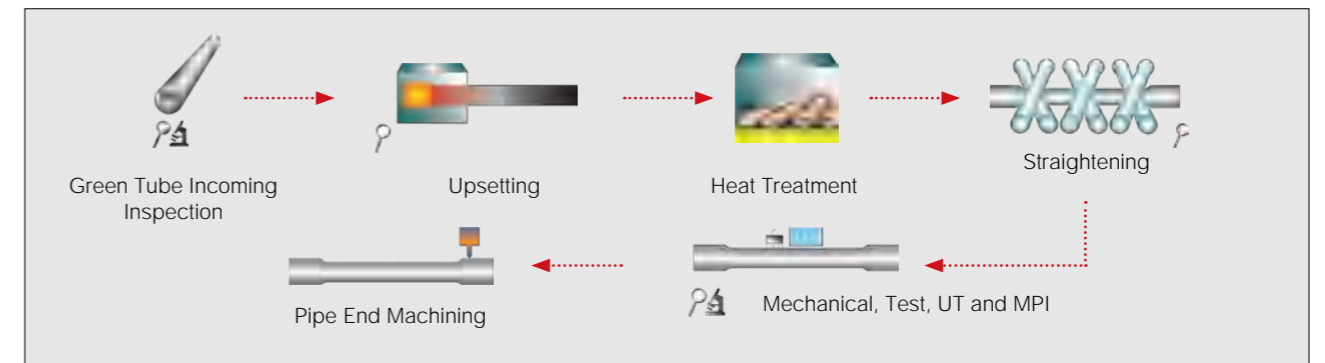 Green Tube Incoming
Inspection
Upsetting
Heat Treatment
Straightening
Mechanical, Test, UT and MPI
Pipe End Machining